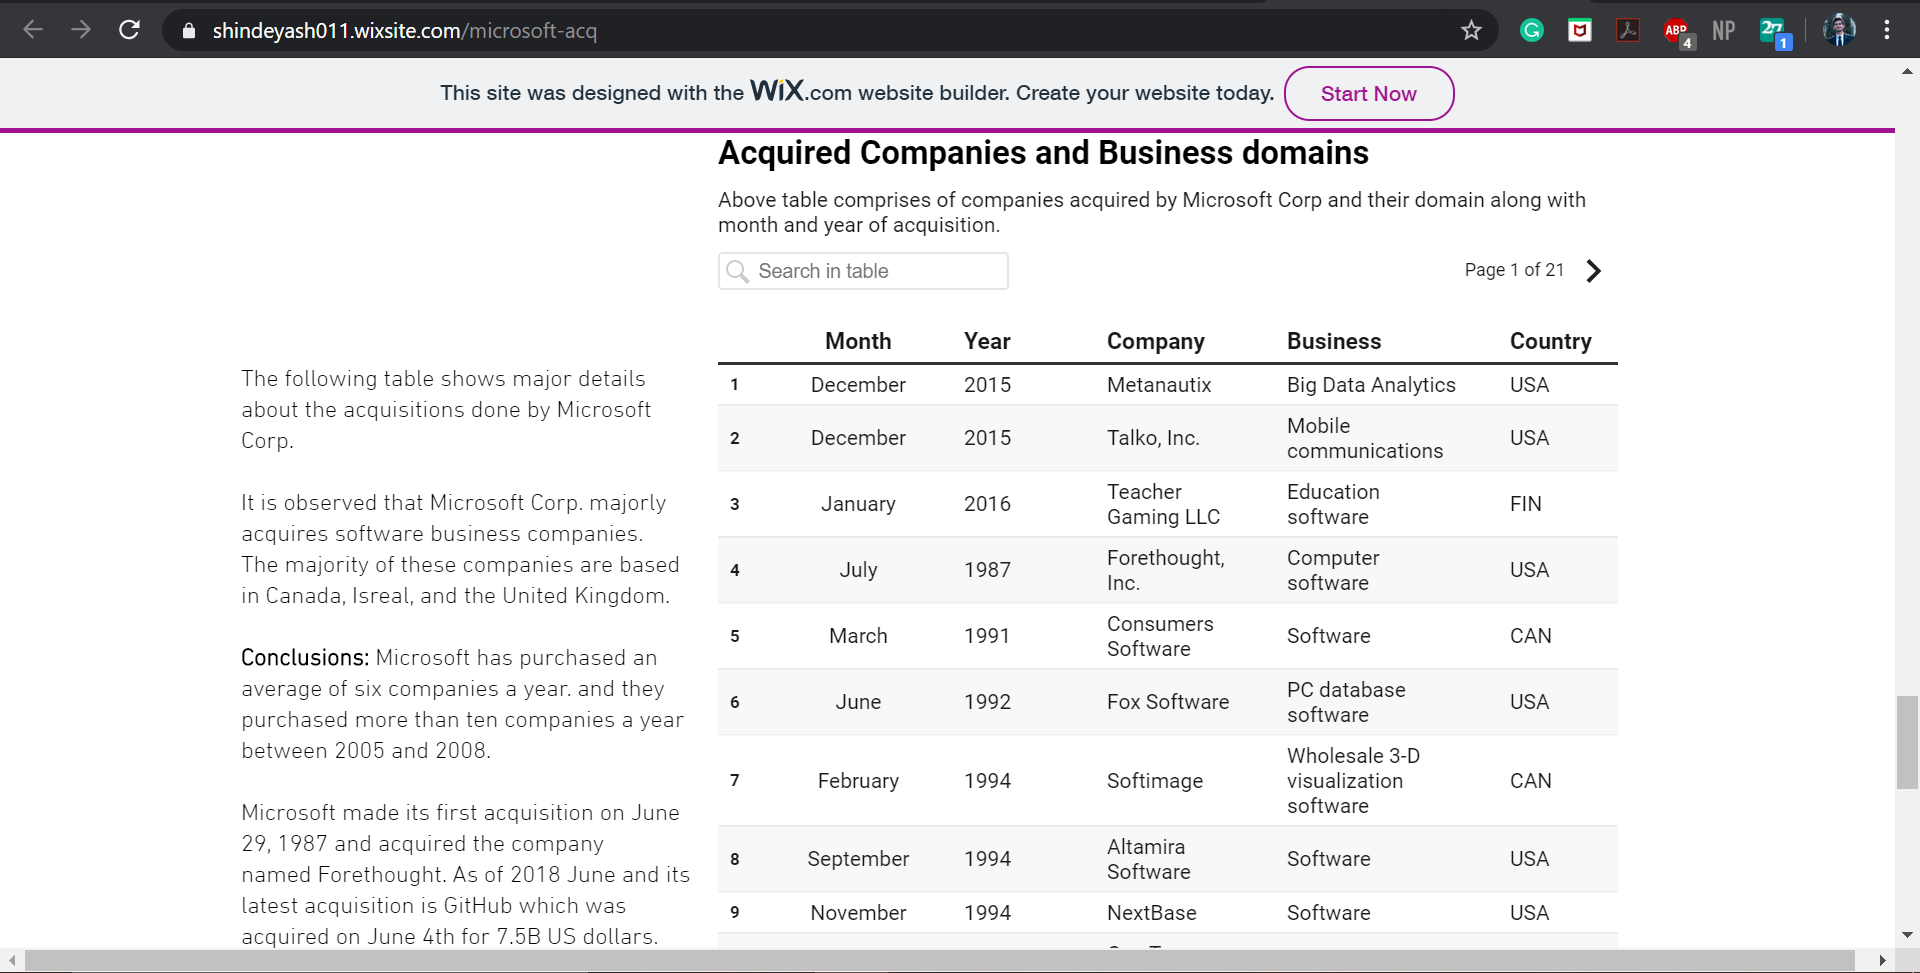 shindeyash011.wixsite.com/microsoft-acq
ABP
4
NP
27
1
This site was designed with the WiX.com website builder. Create your website today.
Start Now
Acquired Companies and Business domains
Above table comprises of companies acquired by Microsoft Corp and their domain along with
month and year of acquisition.
Search in table
Page 1 of 21
The following table shows major details
about the acquisitions done by Microsoft
Corp.
It is observed that Microsoft Corp. majorly
acquires software business companies.
The majority of these companies are based
in Canada, Isreal, and the United Kingdom.
Conclusions: Microsoft has purchased an
average of six companies a year. and they
purchased more than ten companies a year
between 2005 and 2008.
Microsoft made its first acquisition on June
29, 1987 and acquired the company
named Forethought. As of 2018 June and its
latest acquisition is GitHub which was
acquired on June 4th for 7.5B US dollars.
Month Year Company Business Country
1 December 2015 Metanautix Big Data Analytics USA
2 December 2015 Talko, Inc. Mobile
communications USA
3 January 2016 Teacher
Gaming LLC Education
software FIN
4 July 1987 Forethought,
Inc. Computer
software USA
5 March 1991 Consumers
Software Software CAN
6 June 1992 Fox Software PC database
software USA
7 February 1994 Softimage Wholesale 3-D
visualization
software CAN
8 September 1994 Altamira
Software Software USA
9 November 1994 NextBase Software USA